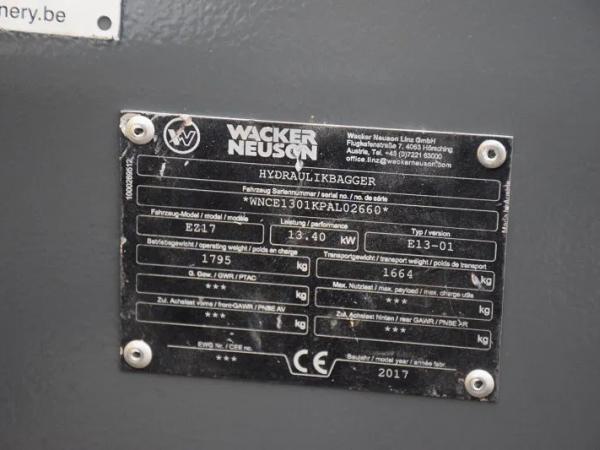 nery.be
WACKER
NEUSON
Wacker Neuson Linz GmbH
Flughafenstraße 7, 4063 Hörsching
Austria, Tel. +43 (0)7221 63000
office.linz@wackerneuson.com
1000289512
HYDRAULIKBAGGER
Fahrzeug Seriennummer / serial no. / no. de série
*WNCE1301KPAL02660*
Fahrzeug-Model / model / modèle
EZ17
Leistung / performance
13.40 kW
Typ / version
E13-01
Betriebsgewicht / operating weight / poids en charge
1795 kg
Transportgewicht / transport weight / poids de transport
1664 kg
G. Gew. / GWR / PTAC
*** kg
Max. Nutzlast / max. payload / max. charge utile
*** kg
Zul. Achslast vorne / front GAWR / PNBE AV
*** kg
Zul. Achslast hinten / rear GAWR / PNBE AR
*** kg
EWG Nr. / CEE no.
***
CE
Baujahr / model year / année fabr.
2017
Made in Austria